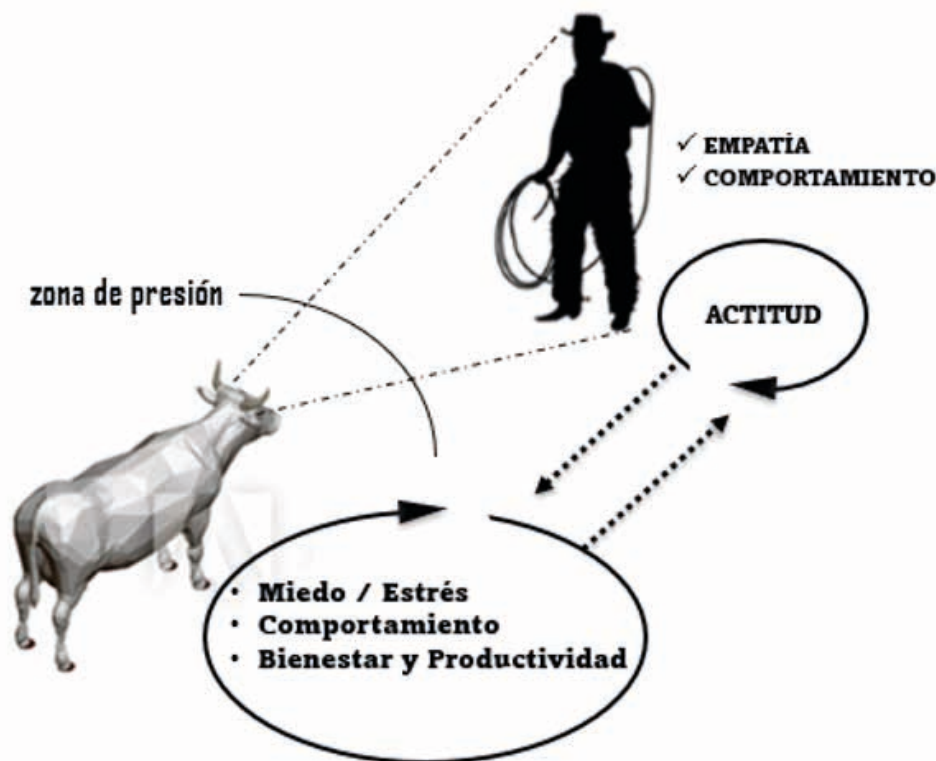 ✓ EMPATÍA
✓ COMPORTAMIENTO
zona de presión
ACTITUD
• Miedo / Estrés
• Comportamiento
• Bienestar y Productividad